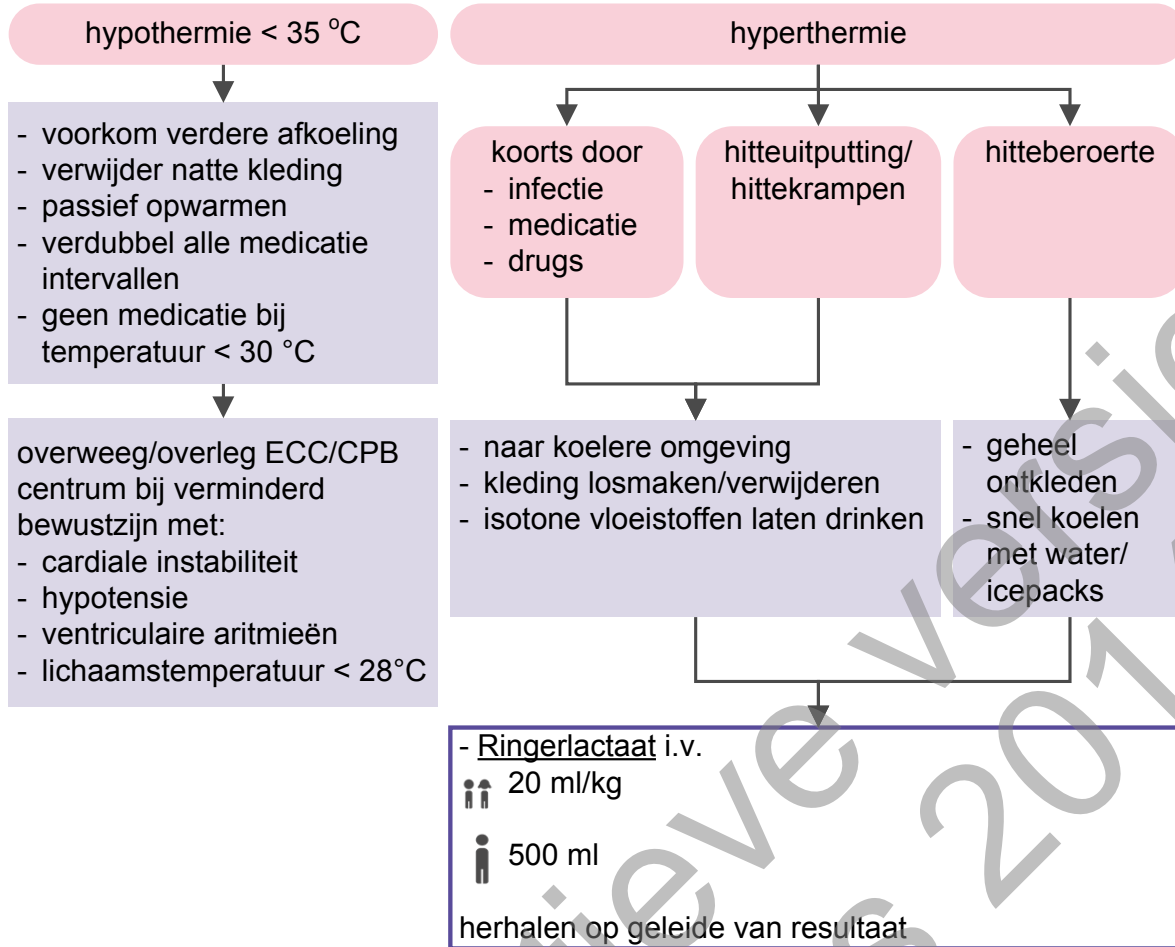 hypothermie < 35 °C
- voorkom verdere afkoeling
- verwijder natte kleding
- passief opwarmen
- verdubbel alle medicatie
intervallen
- geen medicatie bij
temperatuur < 30 °C
overweeg/overleg ECC/CPB
centrum bij verminderd
bewustzijn met:
- cardiale instabiliteit
- hypotensie
- ventriculaire aritmieën
- lichaamstemperatuur < 28°C
hyperthermie
koorts door
- infectie
- medicatie
- drugs
hitteuitputting/
hittekrampen
hitteberoerte
- naar koelere omgeving
- kleding losmaken/verwijderen
- isotone vloeistoffen laten drinken
- geheel
ontkleden
- snel koelen
met water/
icepacks
- Ringerlactaat i.v.
20 ml/kg
500 ml
herhalen op geleide van resultaat